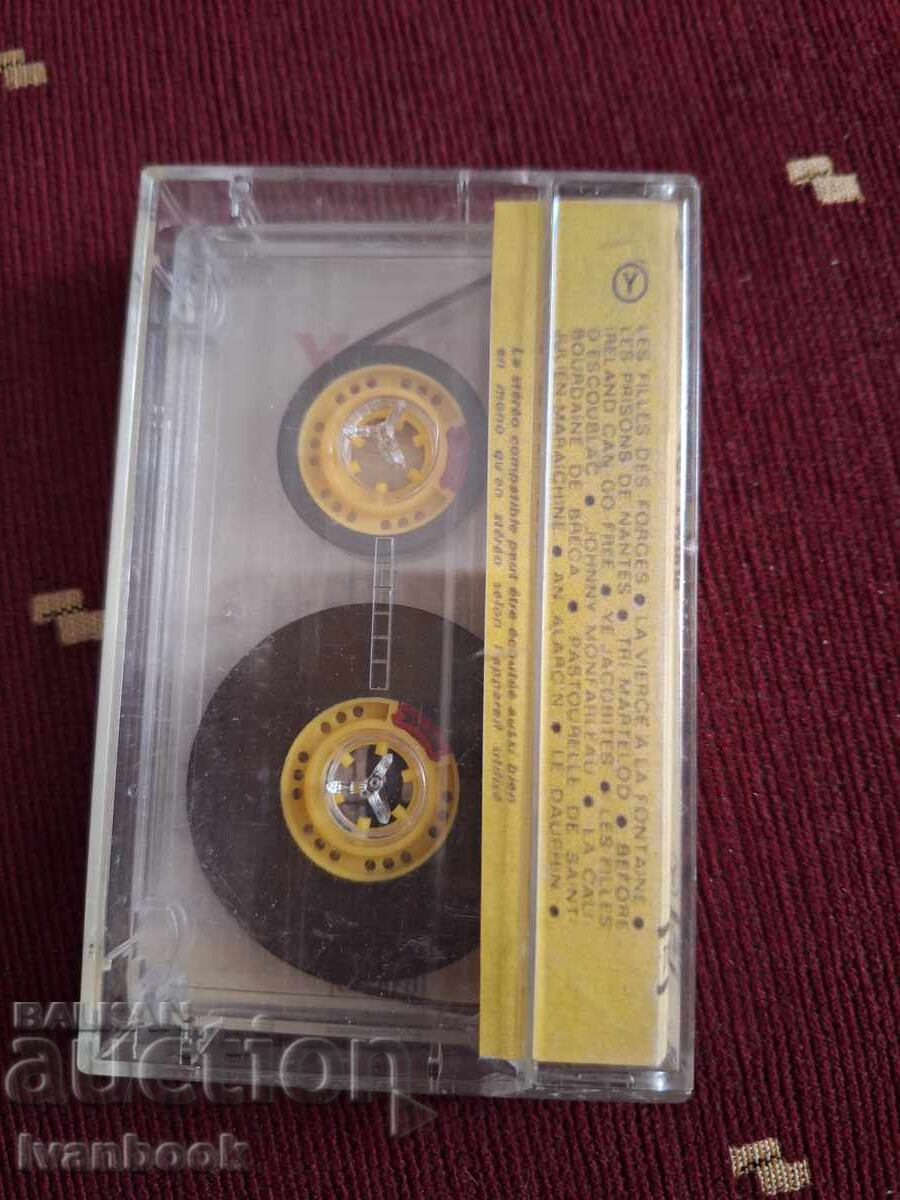 Y
LES FILLES DES FORGES • LA VIERGE A LA FONTAINE •
LES PRISONS DE NANTES • TRI MARTELOD • BEFORE
IRELAND CAN GO FREE • YE JACOBITES • LES FILLES
D'ESCOUBLAC • JOHNNY MONFARLEAU • LA CALI-
BOURDAINE DE BRECA • PASTOURELLE DE SAINT-
JULIEN-MARAICHINE • AN ALARC'H • LE DAUPHIN •
La stéréo compatible peut être écoutée aussi bien
en mono qu'en stéréo selon l'appareil utilisé
BALKAN
auction
Ivanbook